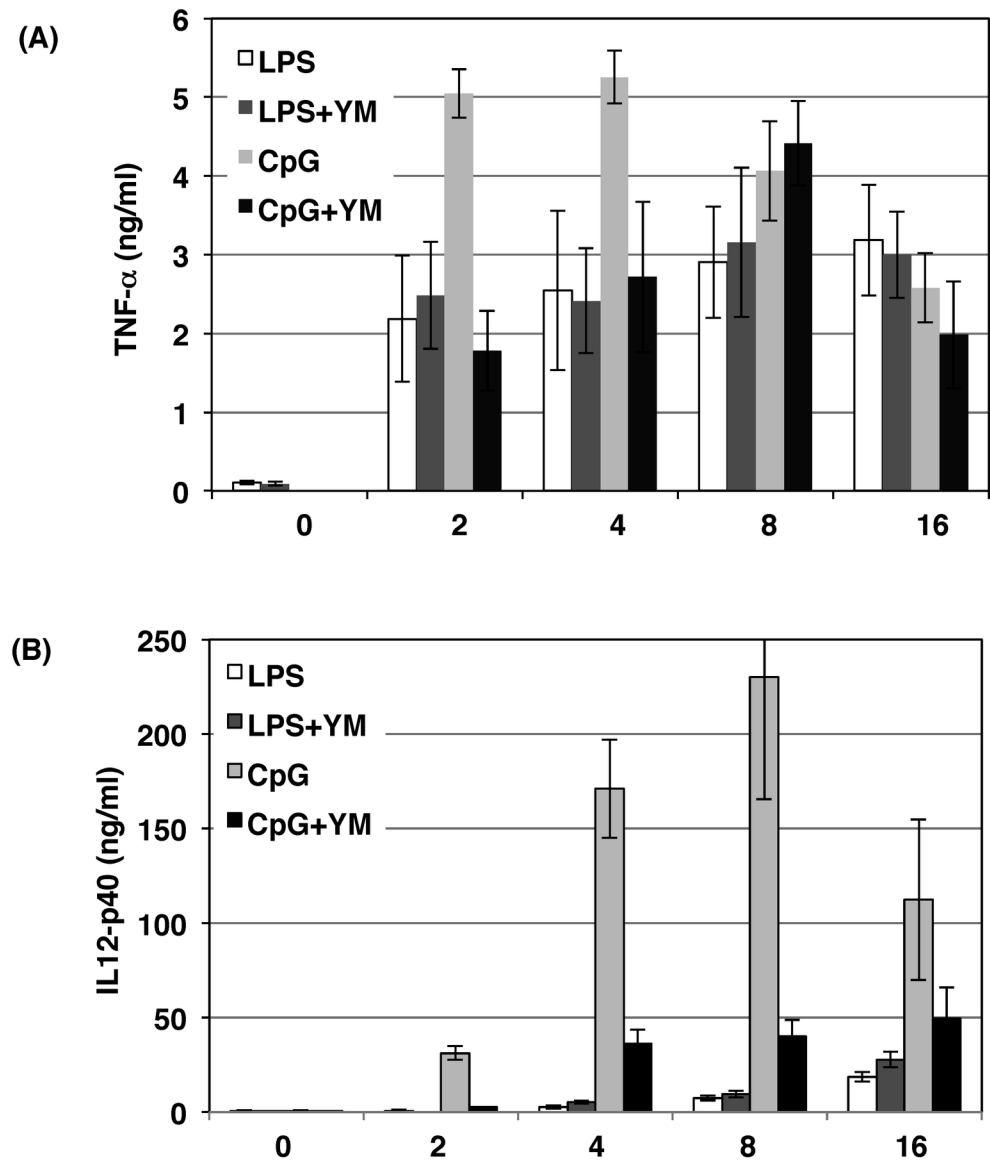 (A)
TNF-α (ng/ml)
6
5
4
3
2
1
0
LPS
LPS+YM
CpG
CpG+YM
0 2 4 8 16
(B)
IL12-p40 (ng/ml)
250
200
150
100
50
0
LPS
LPS+YM
CpG
CpG+YM
0 2 4 8 16